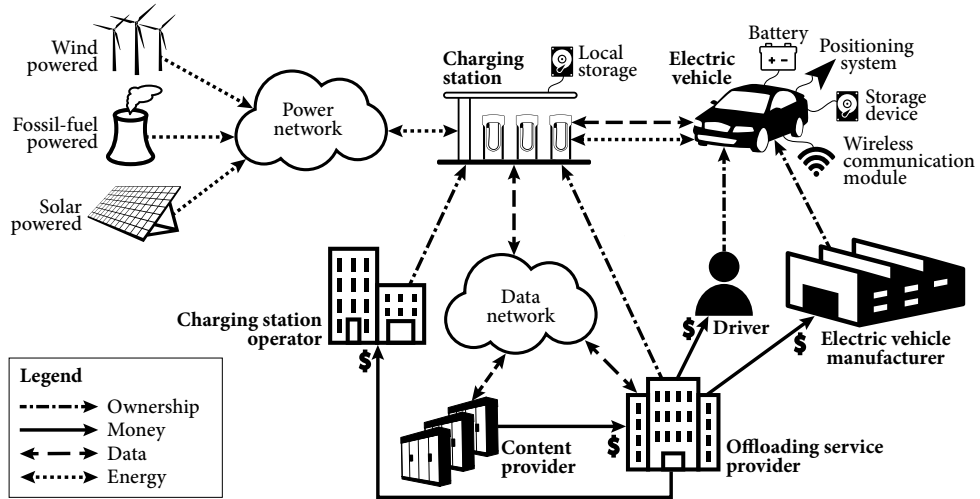 Wind
powered
Fossil-fuel
powered
Solar
powered
Power
network
Charging
station
Local
storage
Electric
vehicle
Battery
Positioning
system
Storage
device
Wireless
communication
module
Charging station
operator
$
Data
network
$
Driver
$
Electric vehicle
manufacturer
Content
provider
$
Offloading service
provider
Legend
Ownership
Money
Data
Energy